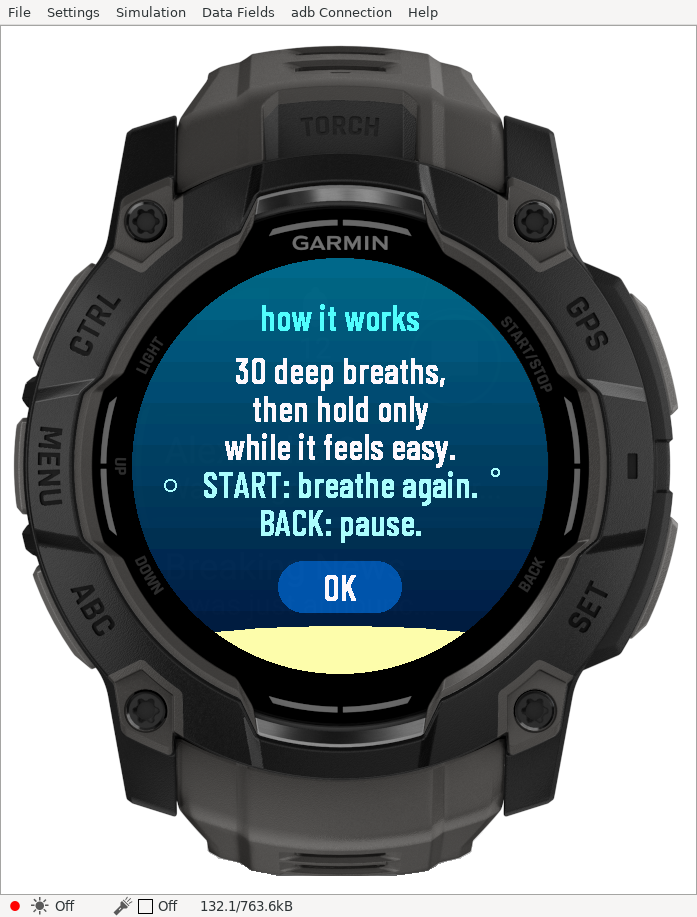 File Settings Simulation Data Fields adb Connection Help
TORCH
GARMIN
CTRL
GPS
LIGHT
START/STOP
how it works
30 deep breaths,
then hold only
while it feels easy.
START: breathe again.
BACK: pause.
OK
MENU
UP
DOWN
BACK
ABC
SET
Off Off 132.1/763.6kB